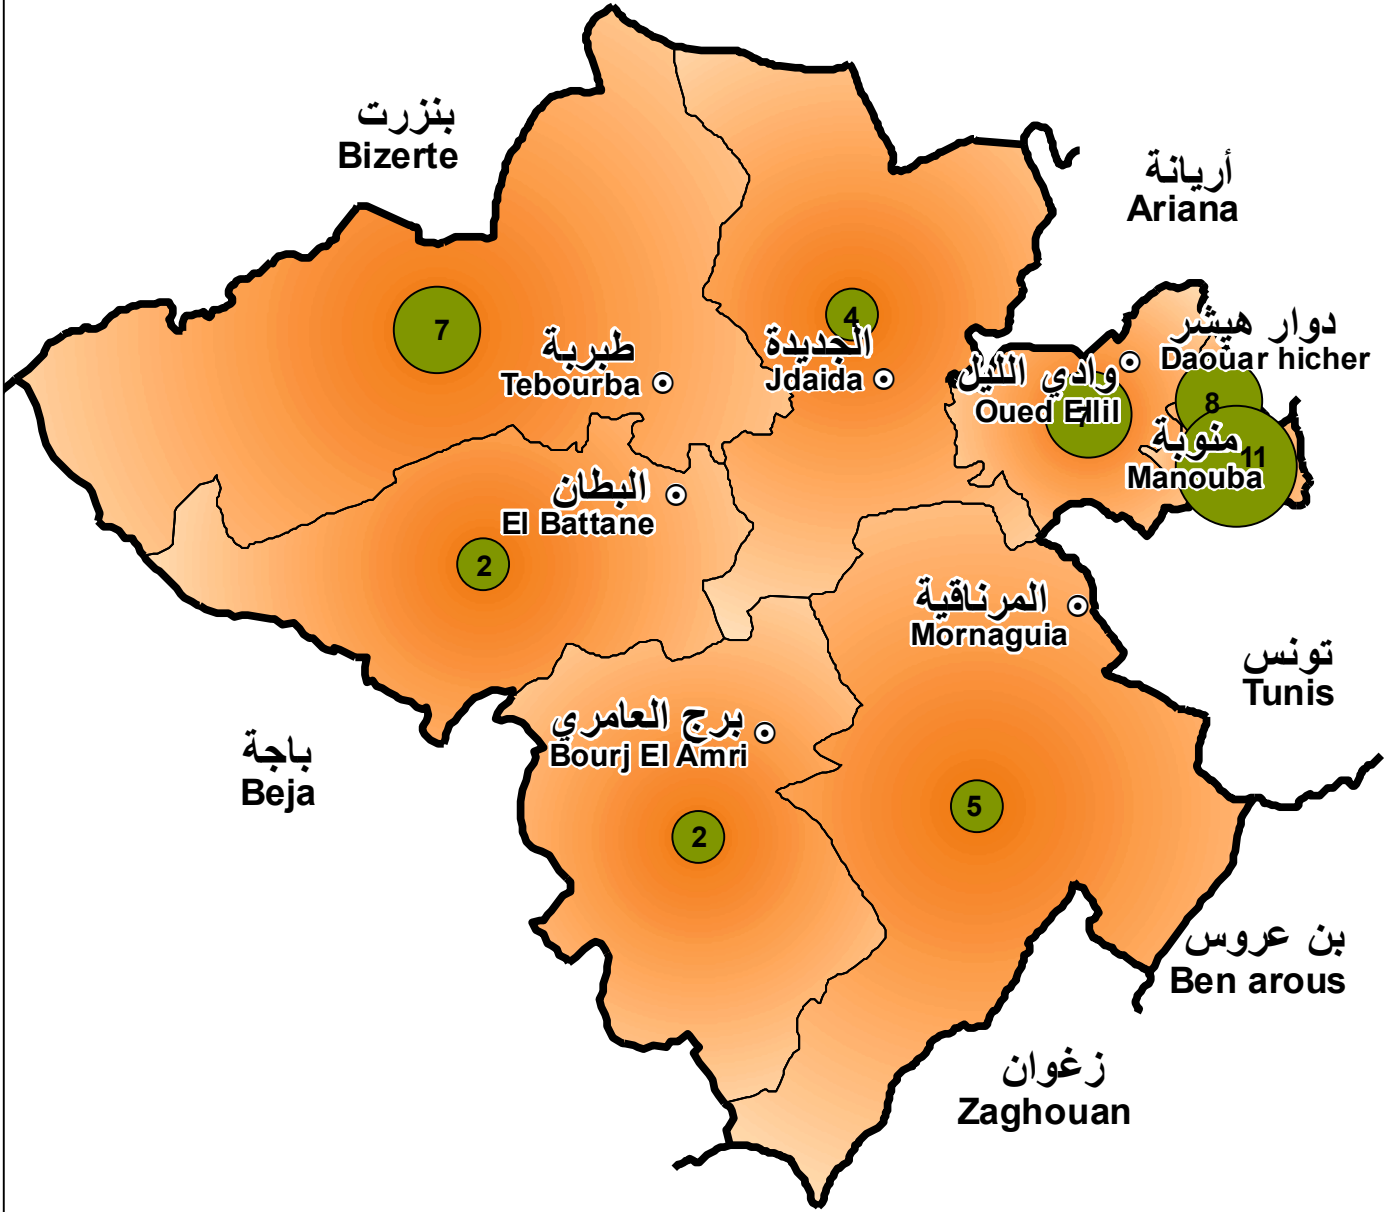 بنزرت
Bizerte
أريانة
Ariana
7
4
طبربة
Tebourba
الجديدة
Jdaida
دوار هيشر
Daouar hicher
وادي الليل
Oued Ellil
7
8
منوبة
Manouba
11
البطان
El Battane
2
المرناقية
Mornaguia
تونس
Tunis
برج العامري
Bourj El Amri
باجة
Beja
2
5
بن عروس
Ben arous
زغوان
Zaghouan